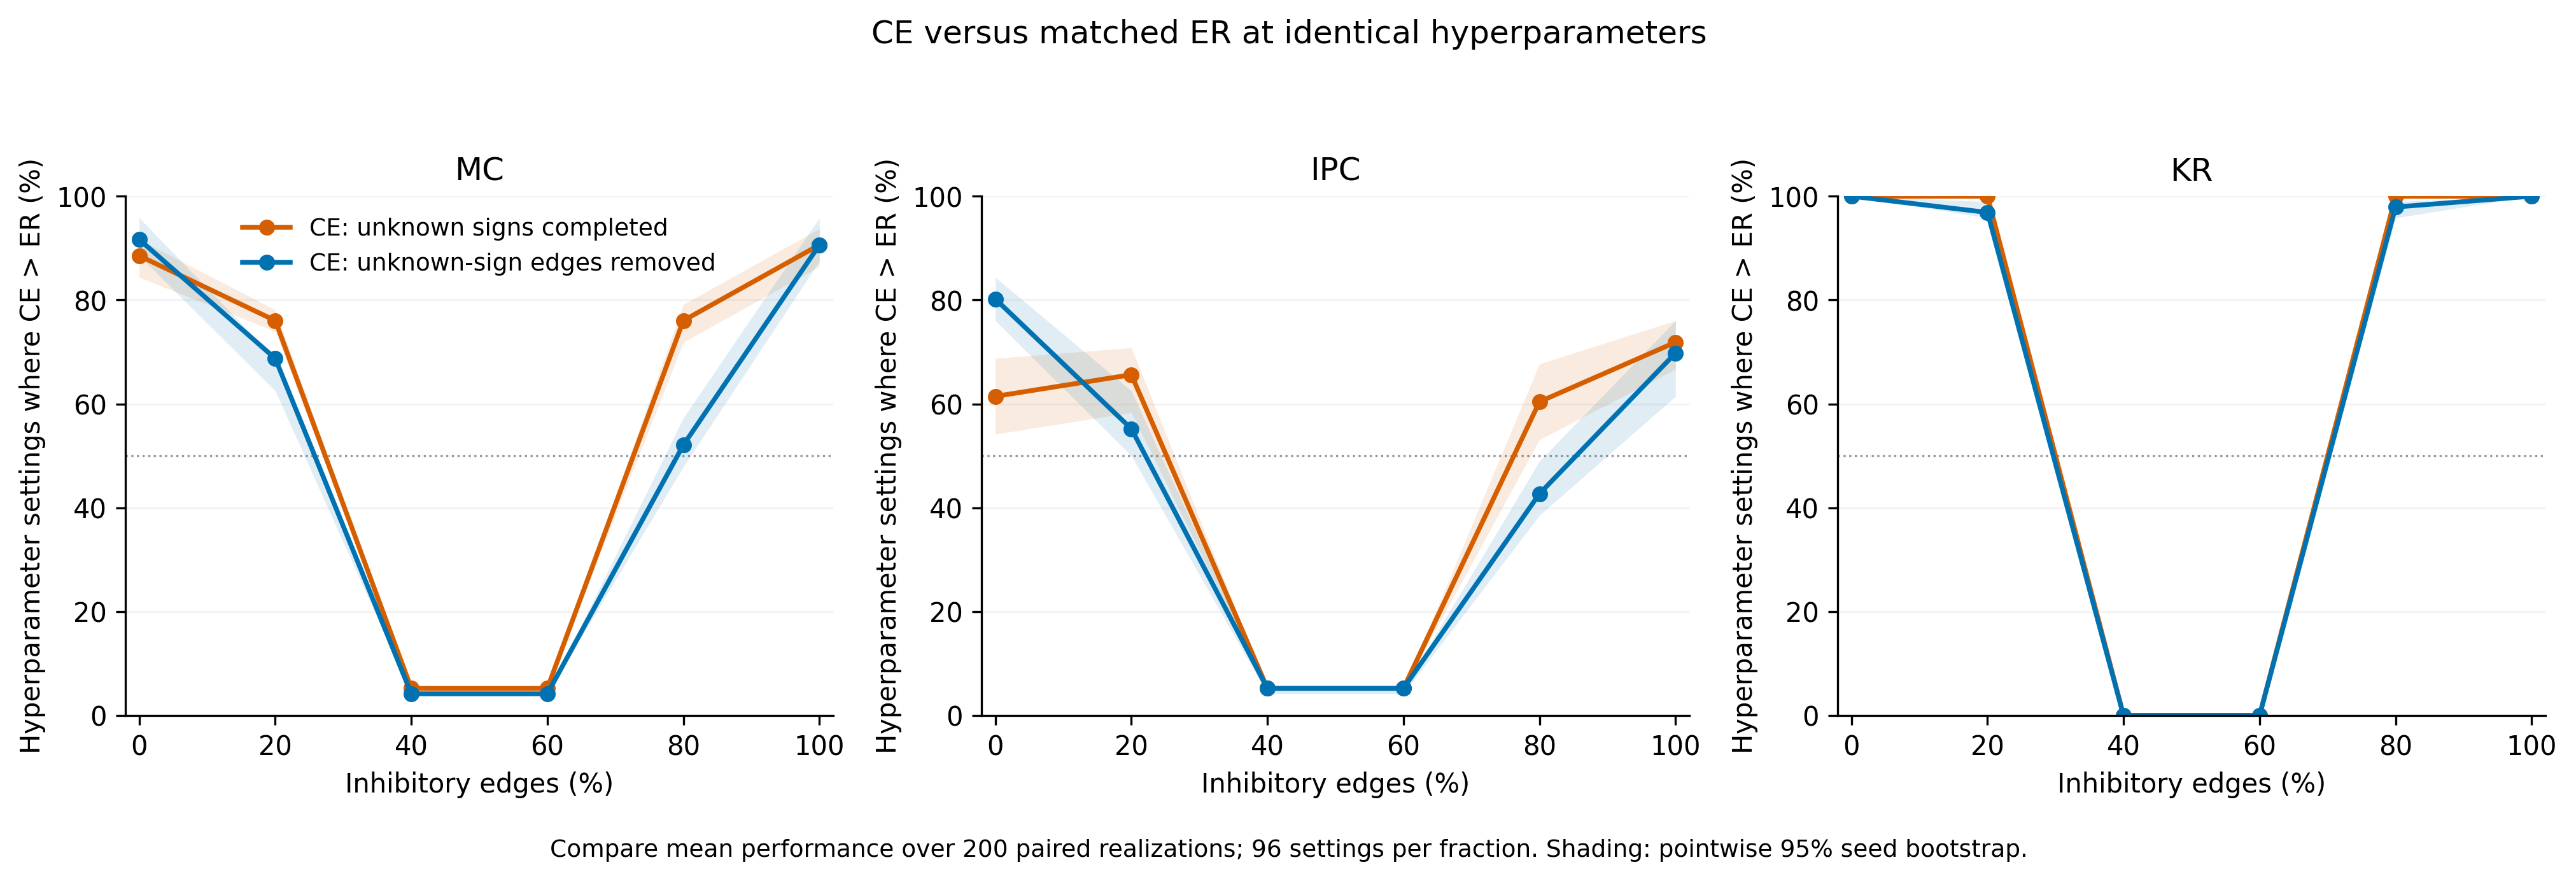 CE versus matched ER at identical hyperparameters
MC
Hyperparameter settings where CE > ER (%)
100
80
60
40
20
0
CE: unknown signs completed
CE: unknown-sign edges removed
0 20 40 60 80 100
Inhibitory edges (%)
IPC
Hyperparameter settings where CE > ER (%)
100
80
60
40
20
0
0 20 40 60 80 100
Inhibitory edges (%)
KR
Hyperparameter settings where CE > ER (%)
100
80
60
40
20
0
0 20 40 60 80 100
Inhibitory edges (%)
Compare mean performance over 200 paired realizations; 96 settings per fraction. Shading: pointwise 95% seed bootstrap.